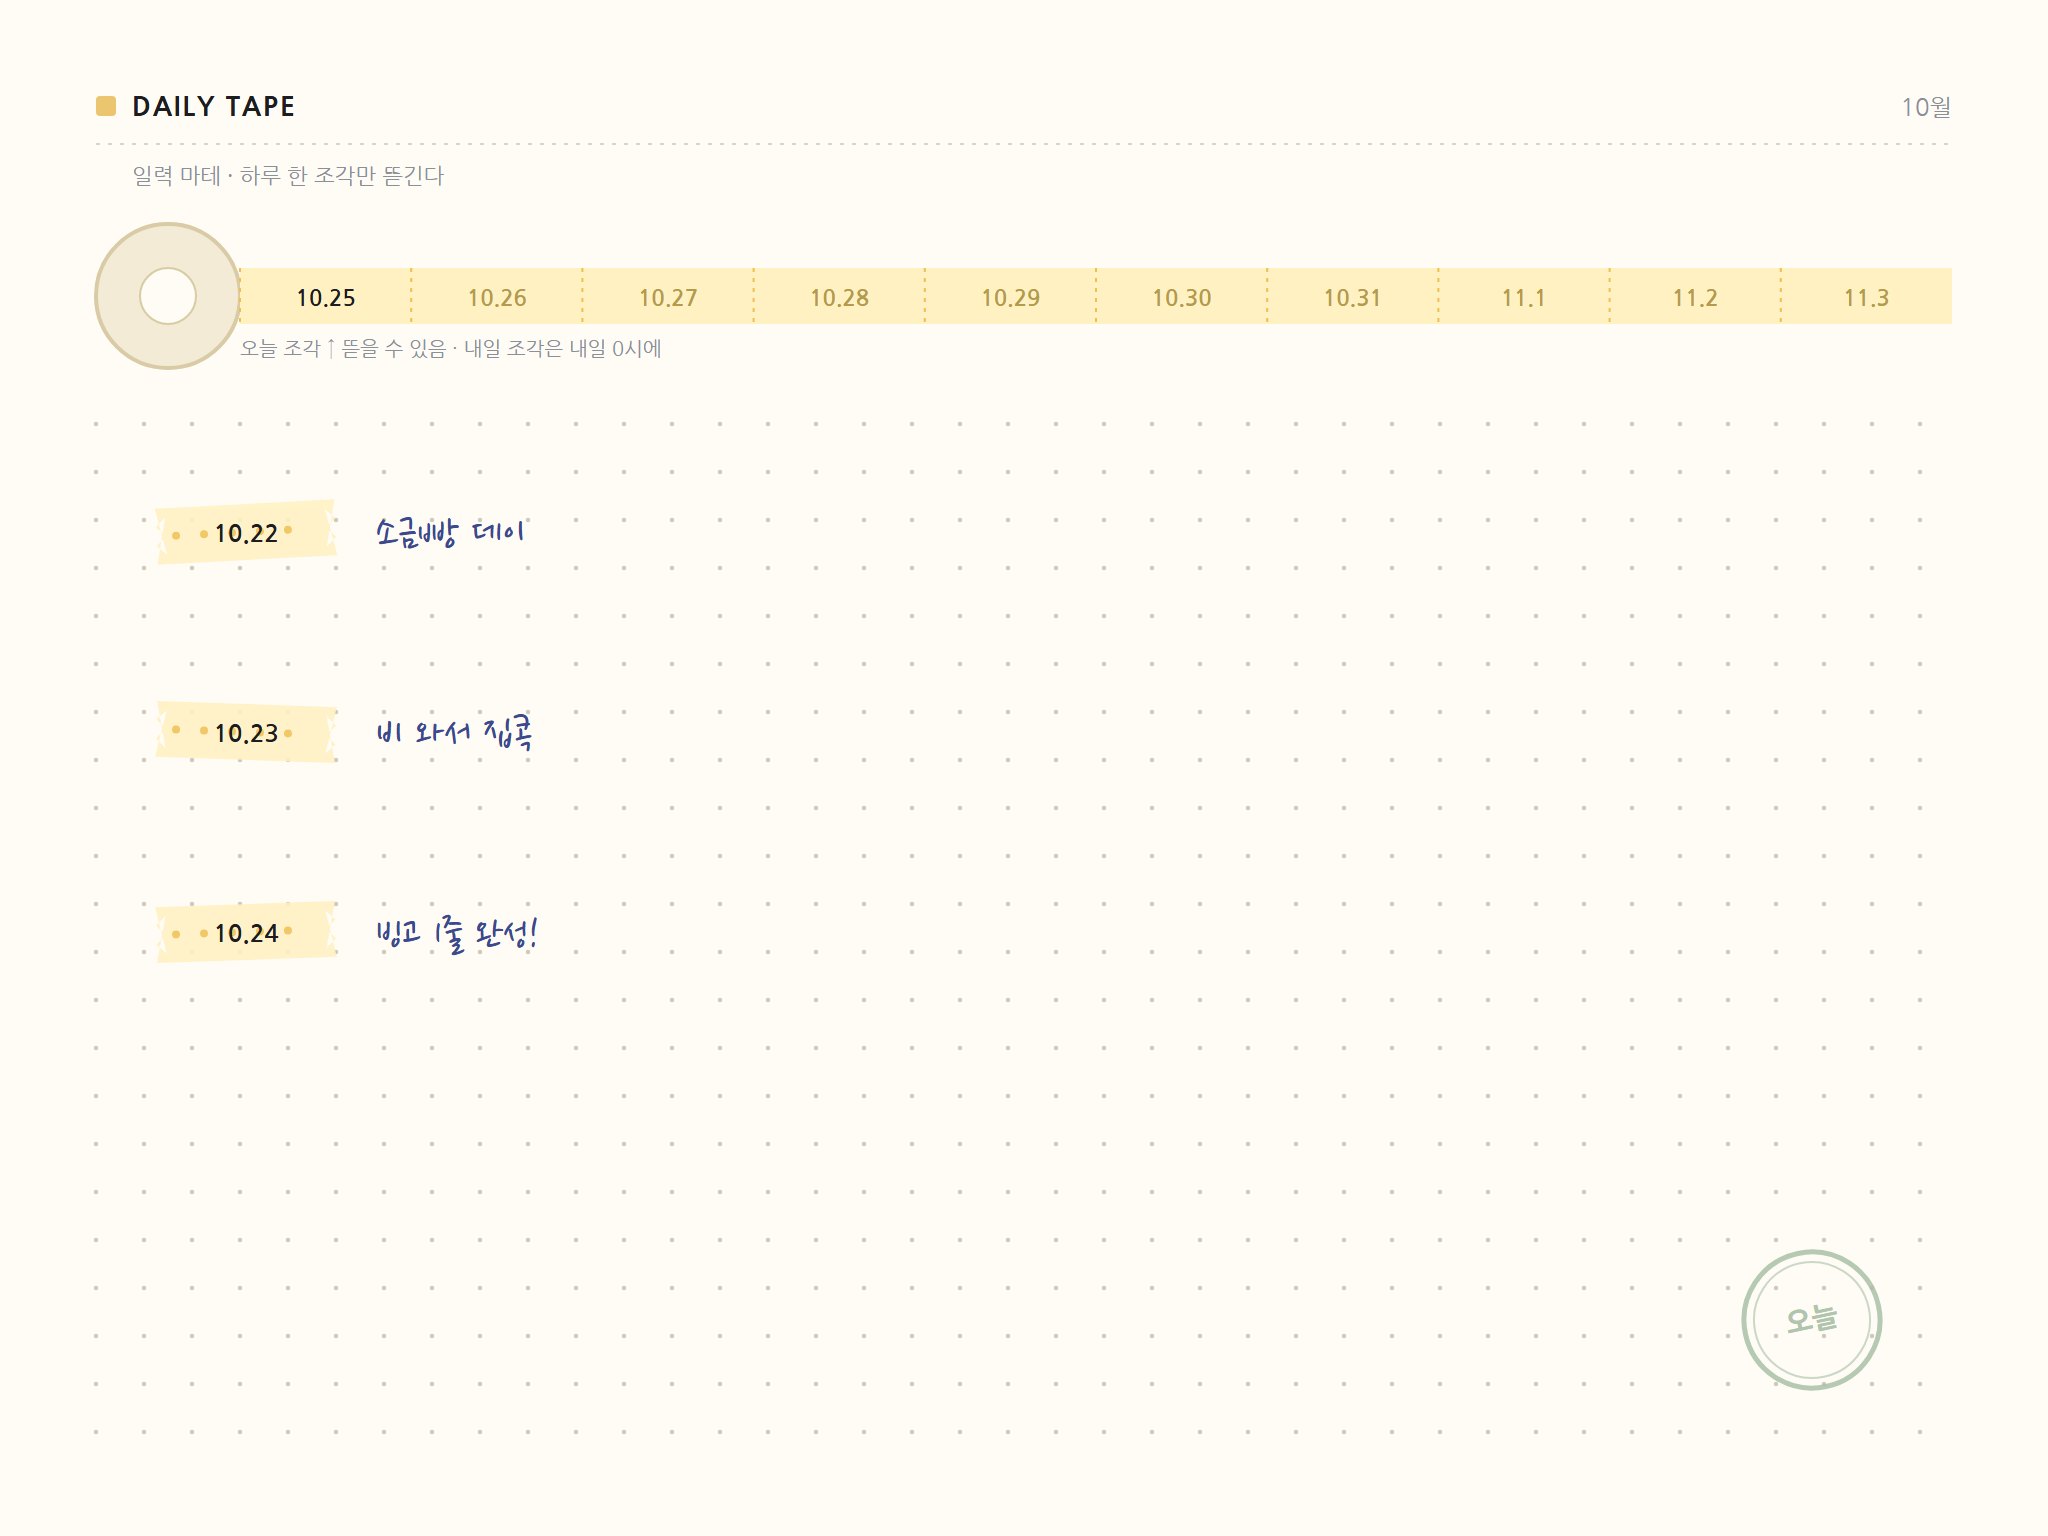 DAILY TAPE 10월
일력 마테 · 하루 한 조각만 뜯긴다
10.25 10.26 10.27 10.28 10.29 10.30 10.31 11.1 11.2 11.3
오늘 조각 ↑ 뜯을 수 있음 · 내일 조각은 내일 0시에
10.22 소금빵 데이
10.23 비 와서 집콕
10.24 빙고 1줄 완성!
오늘